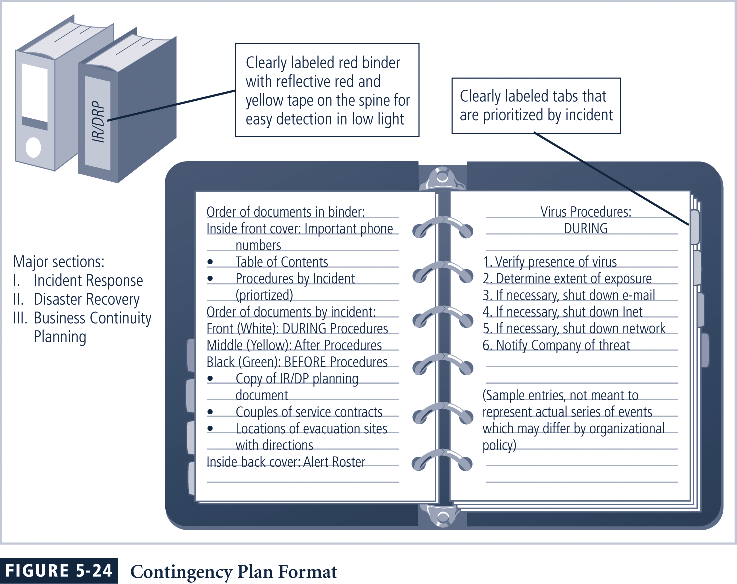 IR/DRP
Clearly labeled red binder
with reflective red and
yellow tape on the spine for
easy detection in low light
Clearly labeled tabs that
are prioritized by incident
Major sections:
I. Incident Response
II. Disaster Recovery
III. Business Continuity
Planning
Order of documents in binder:
Inside front cover: Important phone
numbers
• Table of Contents
• Procedures by Incident
(priortized)
Order of documents by incident:
Front (White): DURING Procedures
Middle (Yellow): After Procedures
Black (Green): BEFORE Procedures
• Copy of IR/DP planning
document
• Couples of service contracts
• Locations of evacuation sites
with directions
Inside back cover: Alert Roster
Virus Procedures:
DURING
1. Verify presence of virus
2. Determine extent of exposure
3. If necessary, shut down e-mail
4. If necessary, shut down Inet
5. If necessary, shut down network
6. Notify Company of threat
(Sample entries, not meant to
represent actual series of events
which may differ by organizational
policy)
FIGURE 5-24 Contingency Plan Format